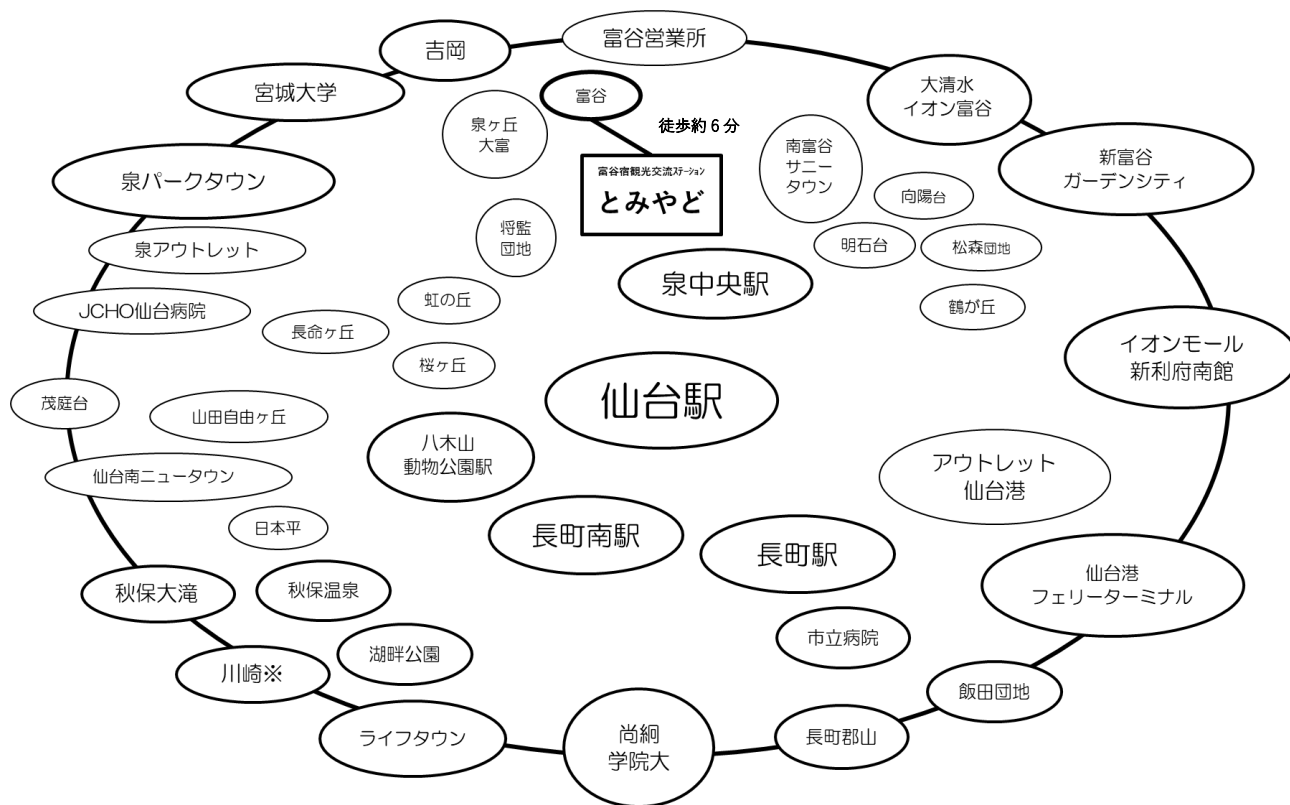 富谷営業所
吉岡
大清水
イオン富谷
宮城大学
富谷
徒歩約6分
泉ヶ丘
大富
南富谷
サニー
タウン
新富谷
ガーデンシティ
泉パークタウン
富谷宿観光交流ステーション
とみやど
向陽台
将監
団地
明石台
松森団地
泉アウトレット
泉中央駅
JCHO仙台病院
虹の丘
鶴が丘
長命ヶ丘
桜ヶ丘
イオンモール
新利府南館
仙台駅
茂庭台
山田自由ヶ丘
八木山
動物公園駅
アウトレット
仙台港
仙台南ニュータウン
日本平
長町南駅
長町駅
仙台港
フェリーターミナル
秋保大滝
秋保温泉
市立病院
湖畔公園
川崎※
飯田団地
ライフタウン
尚絅
学院大
長町郡山